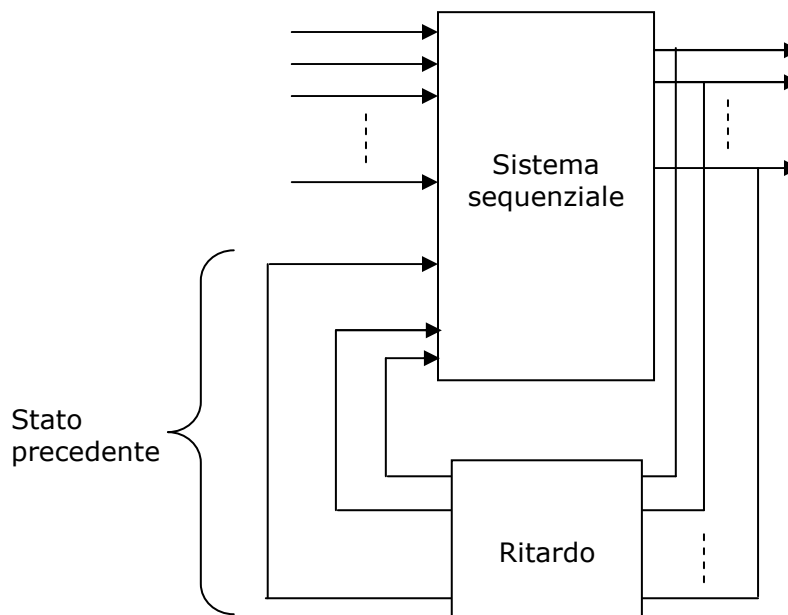 Sistema
sequenziale
Stato
precedente
Ritardo